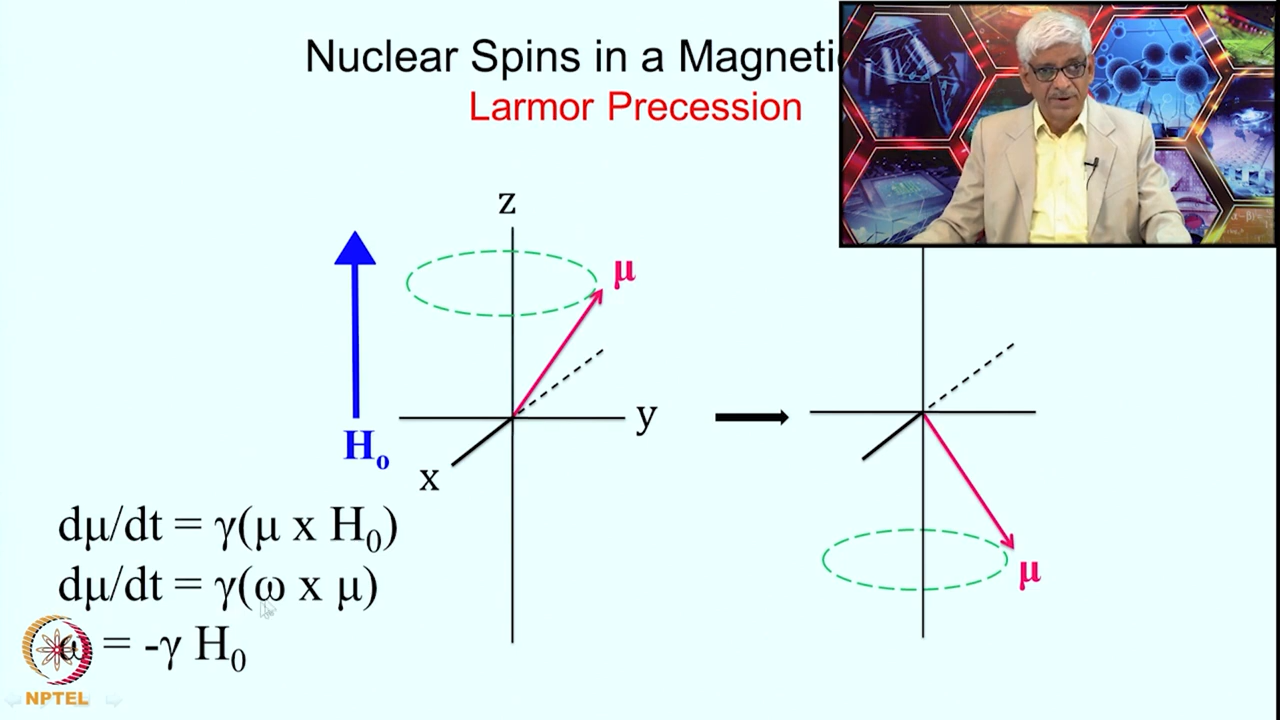 Nuclear Spins in a Magneti
Larmor Precession
z
μ
y
H₀
x
μ
dμ/dt = γ(μ x H₀)
dμ/dt = γ(ω x μ)
ω = -γ H₀
NPTEL